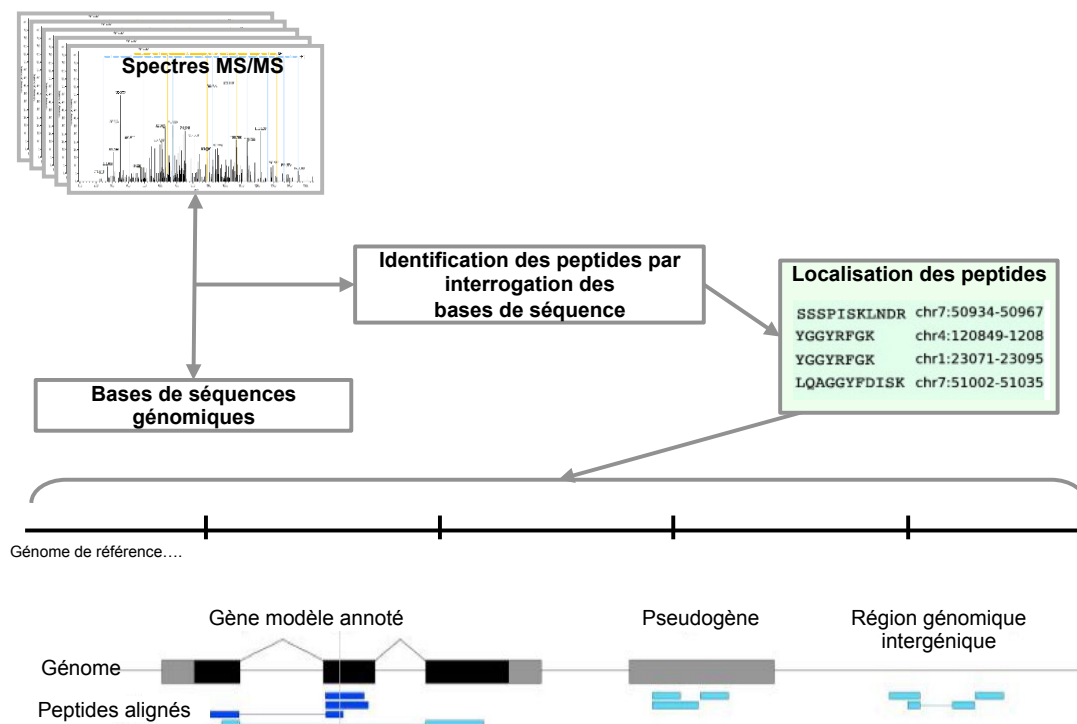 Spectres MS/MS
Identification des peptides par
interrogation des
bases de séquence
Localisation des peptides
SSSPISKLNDR chr7:50934-50967
YGGYRFGK chr4:120849-1208
YGGYRFGK chr1:23071-23095
LQAGGYFDISK chr7:51002-51035
Bases de séquences
génomiques
Génome de référence....
Gène modèle annoté
Pseudogène
Région génomique
intergénique
Génome
Peptides alignés